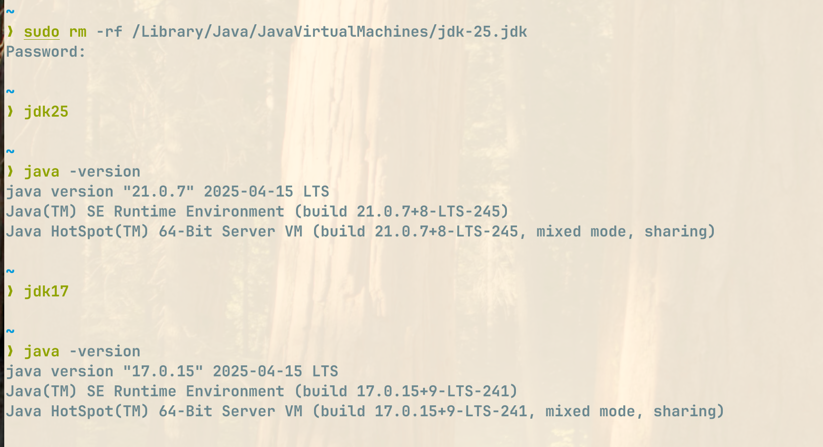 ~
❯ sudo rm -rf /Library/Java/JavaVirtualMachines/jdk-25.jdk
Password:
~
❯ jdk25
~
❯ java -version
java version "21.0.7" 2025-04-15 LTS
Java(TM) SE Runtime Environment (build 21.0.7+8-LTS-245)
Java HotSpot(TM) 64-Bit Server VM (build 21.0.7+8-LTS-245, mixed mode, sharing)
~
❯ jdk17
~
❯ java -version
java version "17.0.15" 2025-04-15 LTS
Java(TM) SE Runtime Environment (build 17.0.15+9-LTS-241)
Java HotSpot(TM) 64-Bit Server VM (build 17.0.15+9-LTS-241, mixed mode, sharing)